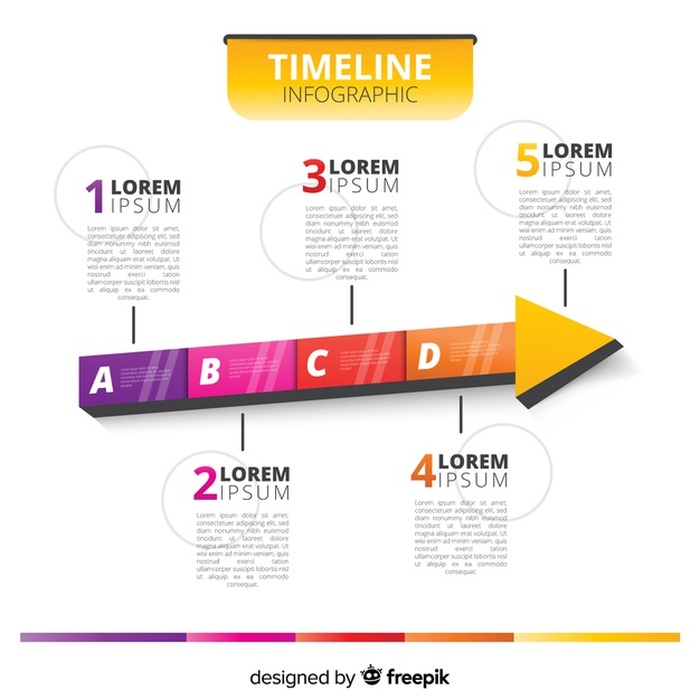 TIMELINE
INFOGRAPHIC
1 LOREM
IPSUM
Lorem ipsum dolor sit amet,
consectetur adipiscing elit, sed
diam nonummy nibh euismod
tincidunt ut laoreet dolore
magna aliquam erat volutpat. Ut
wisi enim ad minim veniam, quis
nostrud exerci tation
ullamcorper suscipit lobortis nisl
ut aliquip ex ea commodo
consequat.
3 LOREM
IPSUM
Lorem ipsum dolor sit amet,
consectetur adipiscing elit, sed
diam nonummy nibh euismod
tincidunt ut laoreet dolore
magna aliquam erat volutpat. Ut
wisi enim ad minim veniam, quis
nostrud exerci tation
ullamcorper suscipit lobortis nisl
ut aliquip ex ea commodo
consequat.
5 LOREM
IPSUM
Lorem ipsum dolor sit amet,
consectetur adipiscing elit, sed
diam nonummy nibh euismod
tincidunt ut laoreet dolore
magna aliquam erat volutpat. Ut
wisi enim ad minim veniam, quis
nostrud exerci tation
ullamcorper suscipit lobortis nisl
ut aliquip ex ea commodo
consequat.
A
B
C
D
2 LOREM
IPSUM
Lorem ipsum dolor sit amet,
consectetur adipiscing elit, sed
diam nonummy nibh euismod
tincidunt ut laoreet dolore
magna aliquam erat volutpat. Ut
wisi enim ad minim veniam, quis
nostrud exerci tation
ullamcorper suscipit lobortis nisl
ut aliquip ex ea commodo
consequat.
4 LOREM
IPSUM
Lorem ipsum dolor sit amet,
consectetur adipiscing elit, sed
diam nonummy nibh euismod
tincidunt ut laoreet dolore
magna aliquam erat volutpat. Ut
wisi enim ad minim veniam, quis
nostrud exerci tation
ullamcorper suscipit lobortis nisl
ut aliquip ex ea commodo
consequat.
designed by freepik